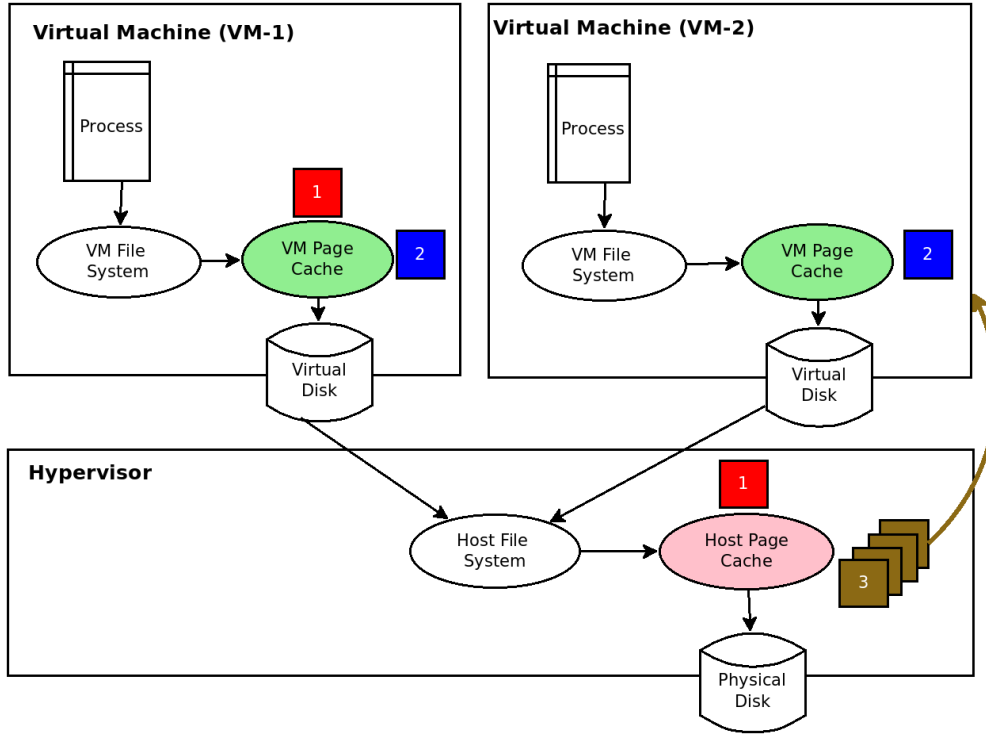 Virtual Machine (VM-1)
Process
1
VM File
System
VM Page
Cache
2
Virtual
Disk
Virtual Machine (VM-2)
Process
VM File
System
VM Page
Cache
2
Virtual
Disk
Hypervisor
1
Host File
System
Host Page
Cache
3
Physical
Disk